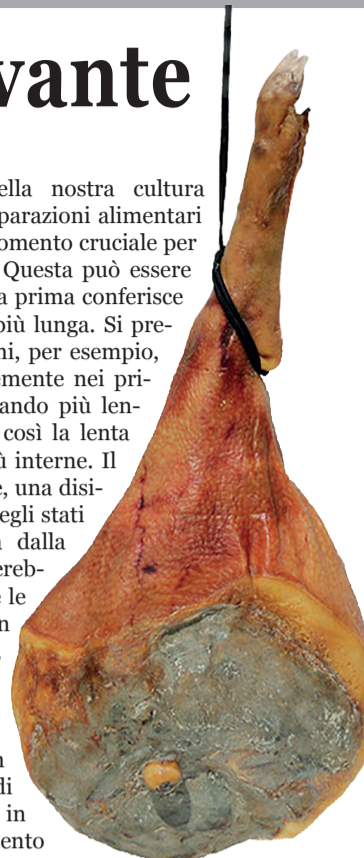 vante
ella nostra cultura
parazioni alimentari
omento cruciale per
Questa può essere
a prima conferisce
più lunga. Si pre-
ni, per esempio,
emente nei pri-
ando più len-
così la lenta
ù interne. Il
e, una disi-
egli stati
dalla
ereb-
e le
n
di
in
ento